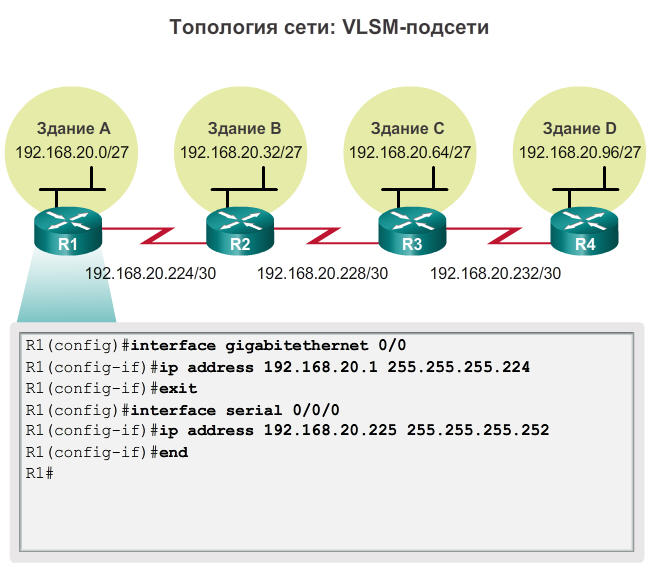 Топология сети: VLSM-подсети
Здание A
192.168.20.0/27
Здание B
192.168.20.32/27
Здание C
192.168.20.64/27
Здание D
192.168.20.96/27
R1
R2
R3
R4
192.168.20.224/30
192.168.20.228/30
192.168.20.232/30
R1(config)#interface gigabitethernet 0/0
R1(config-if)#ip address 192.168.20.1 255.255.255.224
R1(config-if)#exit
R1(config)#interface serial 0/0/0
R1(config-if)#ip address 192.168.20.225 255.255.255.252
R1(config-if)#end
R1#